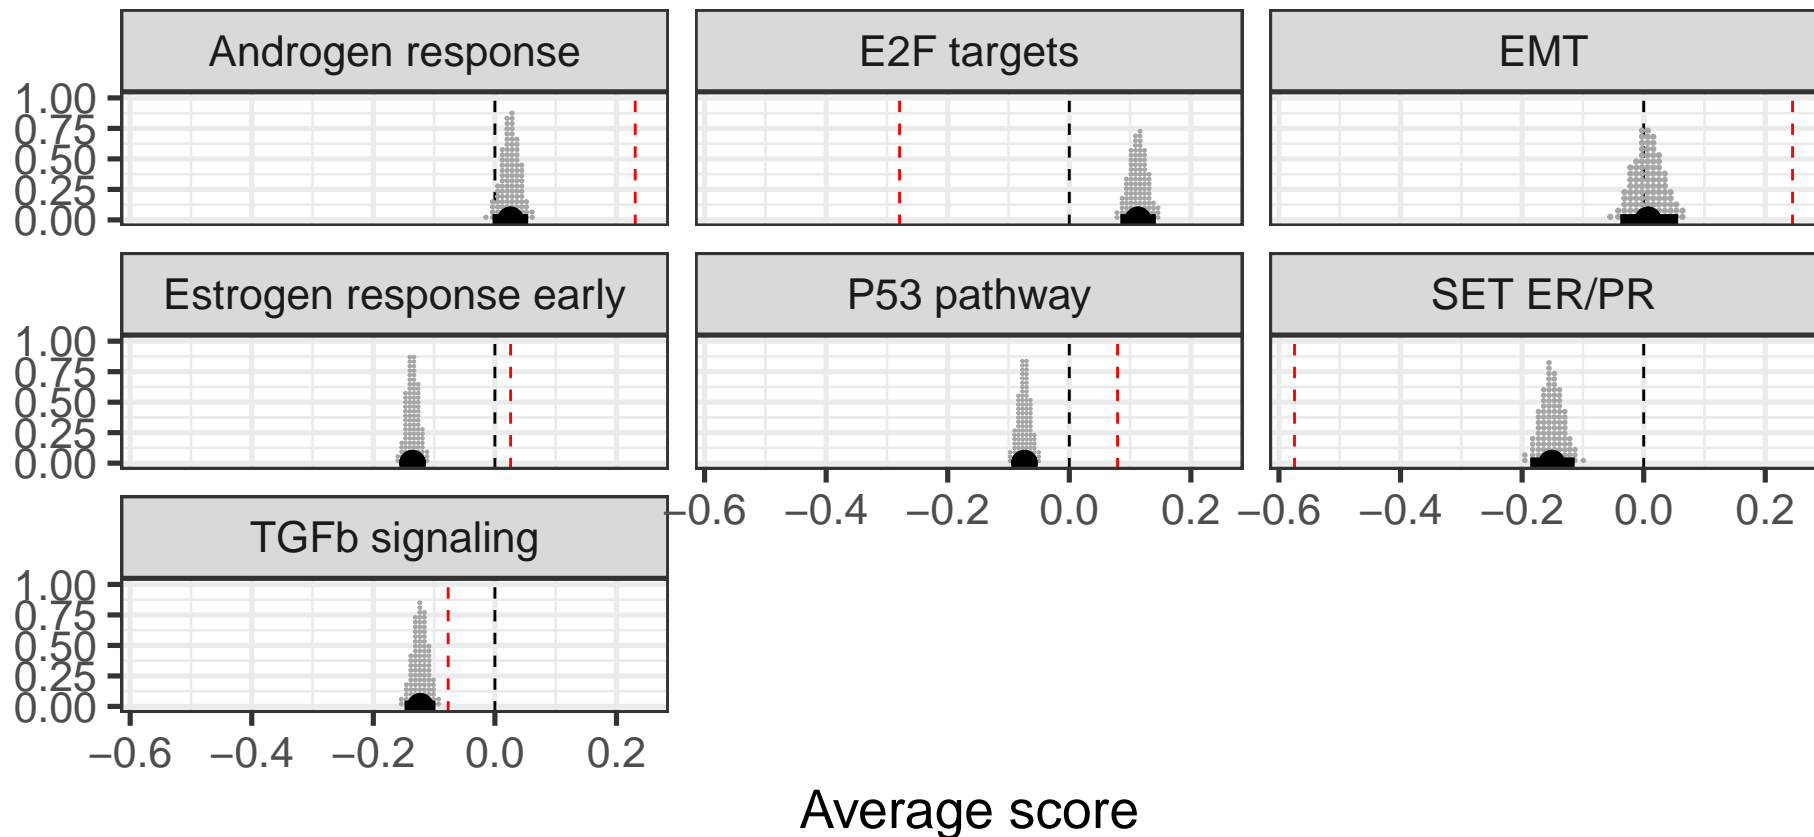 Androgen response
E2F targets
EMT
1.00
0.75
0.50
0.25
0.00
Estrogen response early
P53 pathway
SET ER/PR
1.00
0.75
0.50
0.25
0.00
−0.6 −0.4 −0.2 0.0 0.2
−0.6 −0.4 −0.2 0.0 0.2
TGFb signaling
1.00
0.75
0.50
0.25
0.00
−0.6 −0.4 −0.2 0.0 0.2
Average score